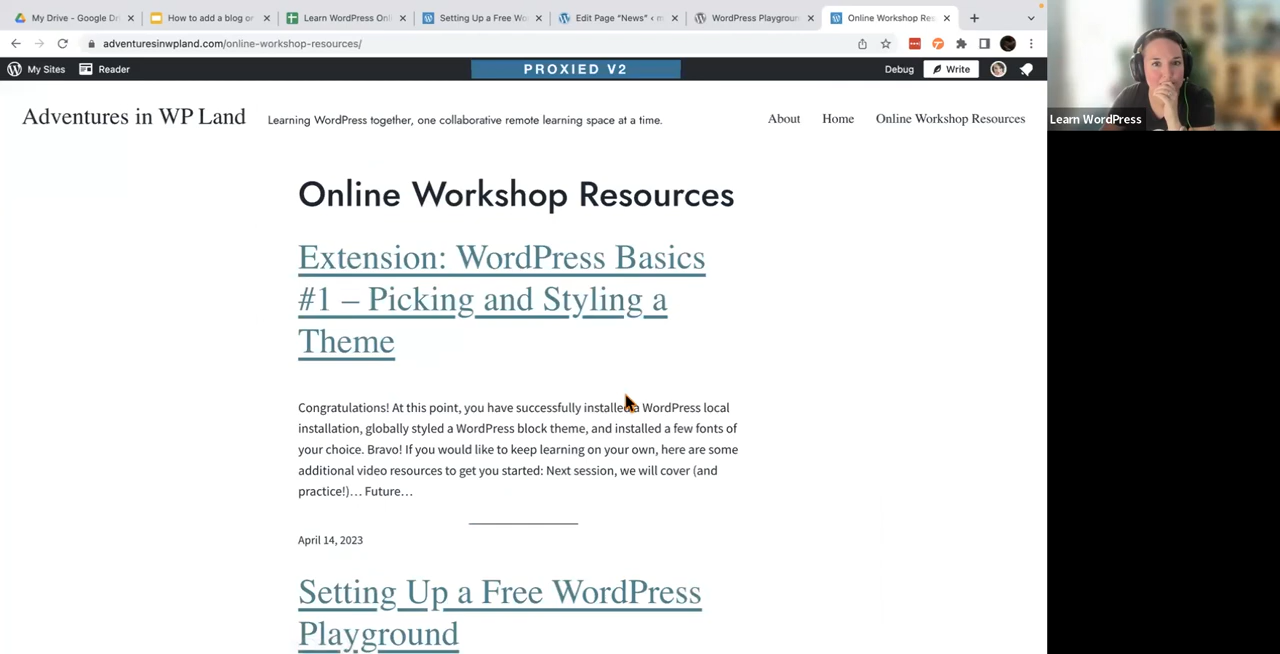 My Drive - Google Dr
How to add a blog or
Learn WordPress Onl
Setting Up a Free Wo
Edit Page "News" ‹ m
WordPress Playgroun
Online Workshop Res
adventuresinwpland.com/online-workshop-resources/
My Sites
Reader
PROXIED V2
Debug
Write
Adventures in WP Land
Learning WordPress together, one collaborative remote learning space at a time.
About
Home
Online Workshop Resources
Learn WordPress
Online Workshop Resources
Extension: WordPress Basics
#1 – Picking and Styling a
Theme
Congratulations! At this point, you have successfully installed a WordPress local
installation, globally styled a WordPress block theme, and installed a few fonts of
your choice. Bravo! If you would like to keep learning on your own, here are some
additional video resources to get you started: Next session, we will cover (and
practice!)… Future…
April 14, 2023
Setting Up a Free WordPress
Playground